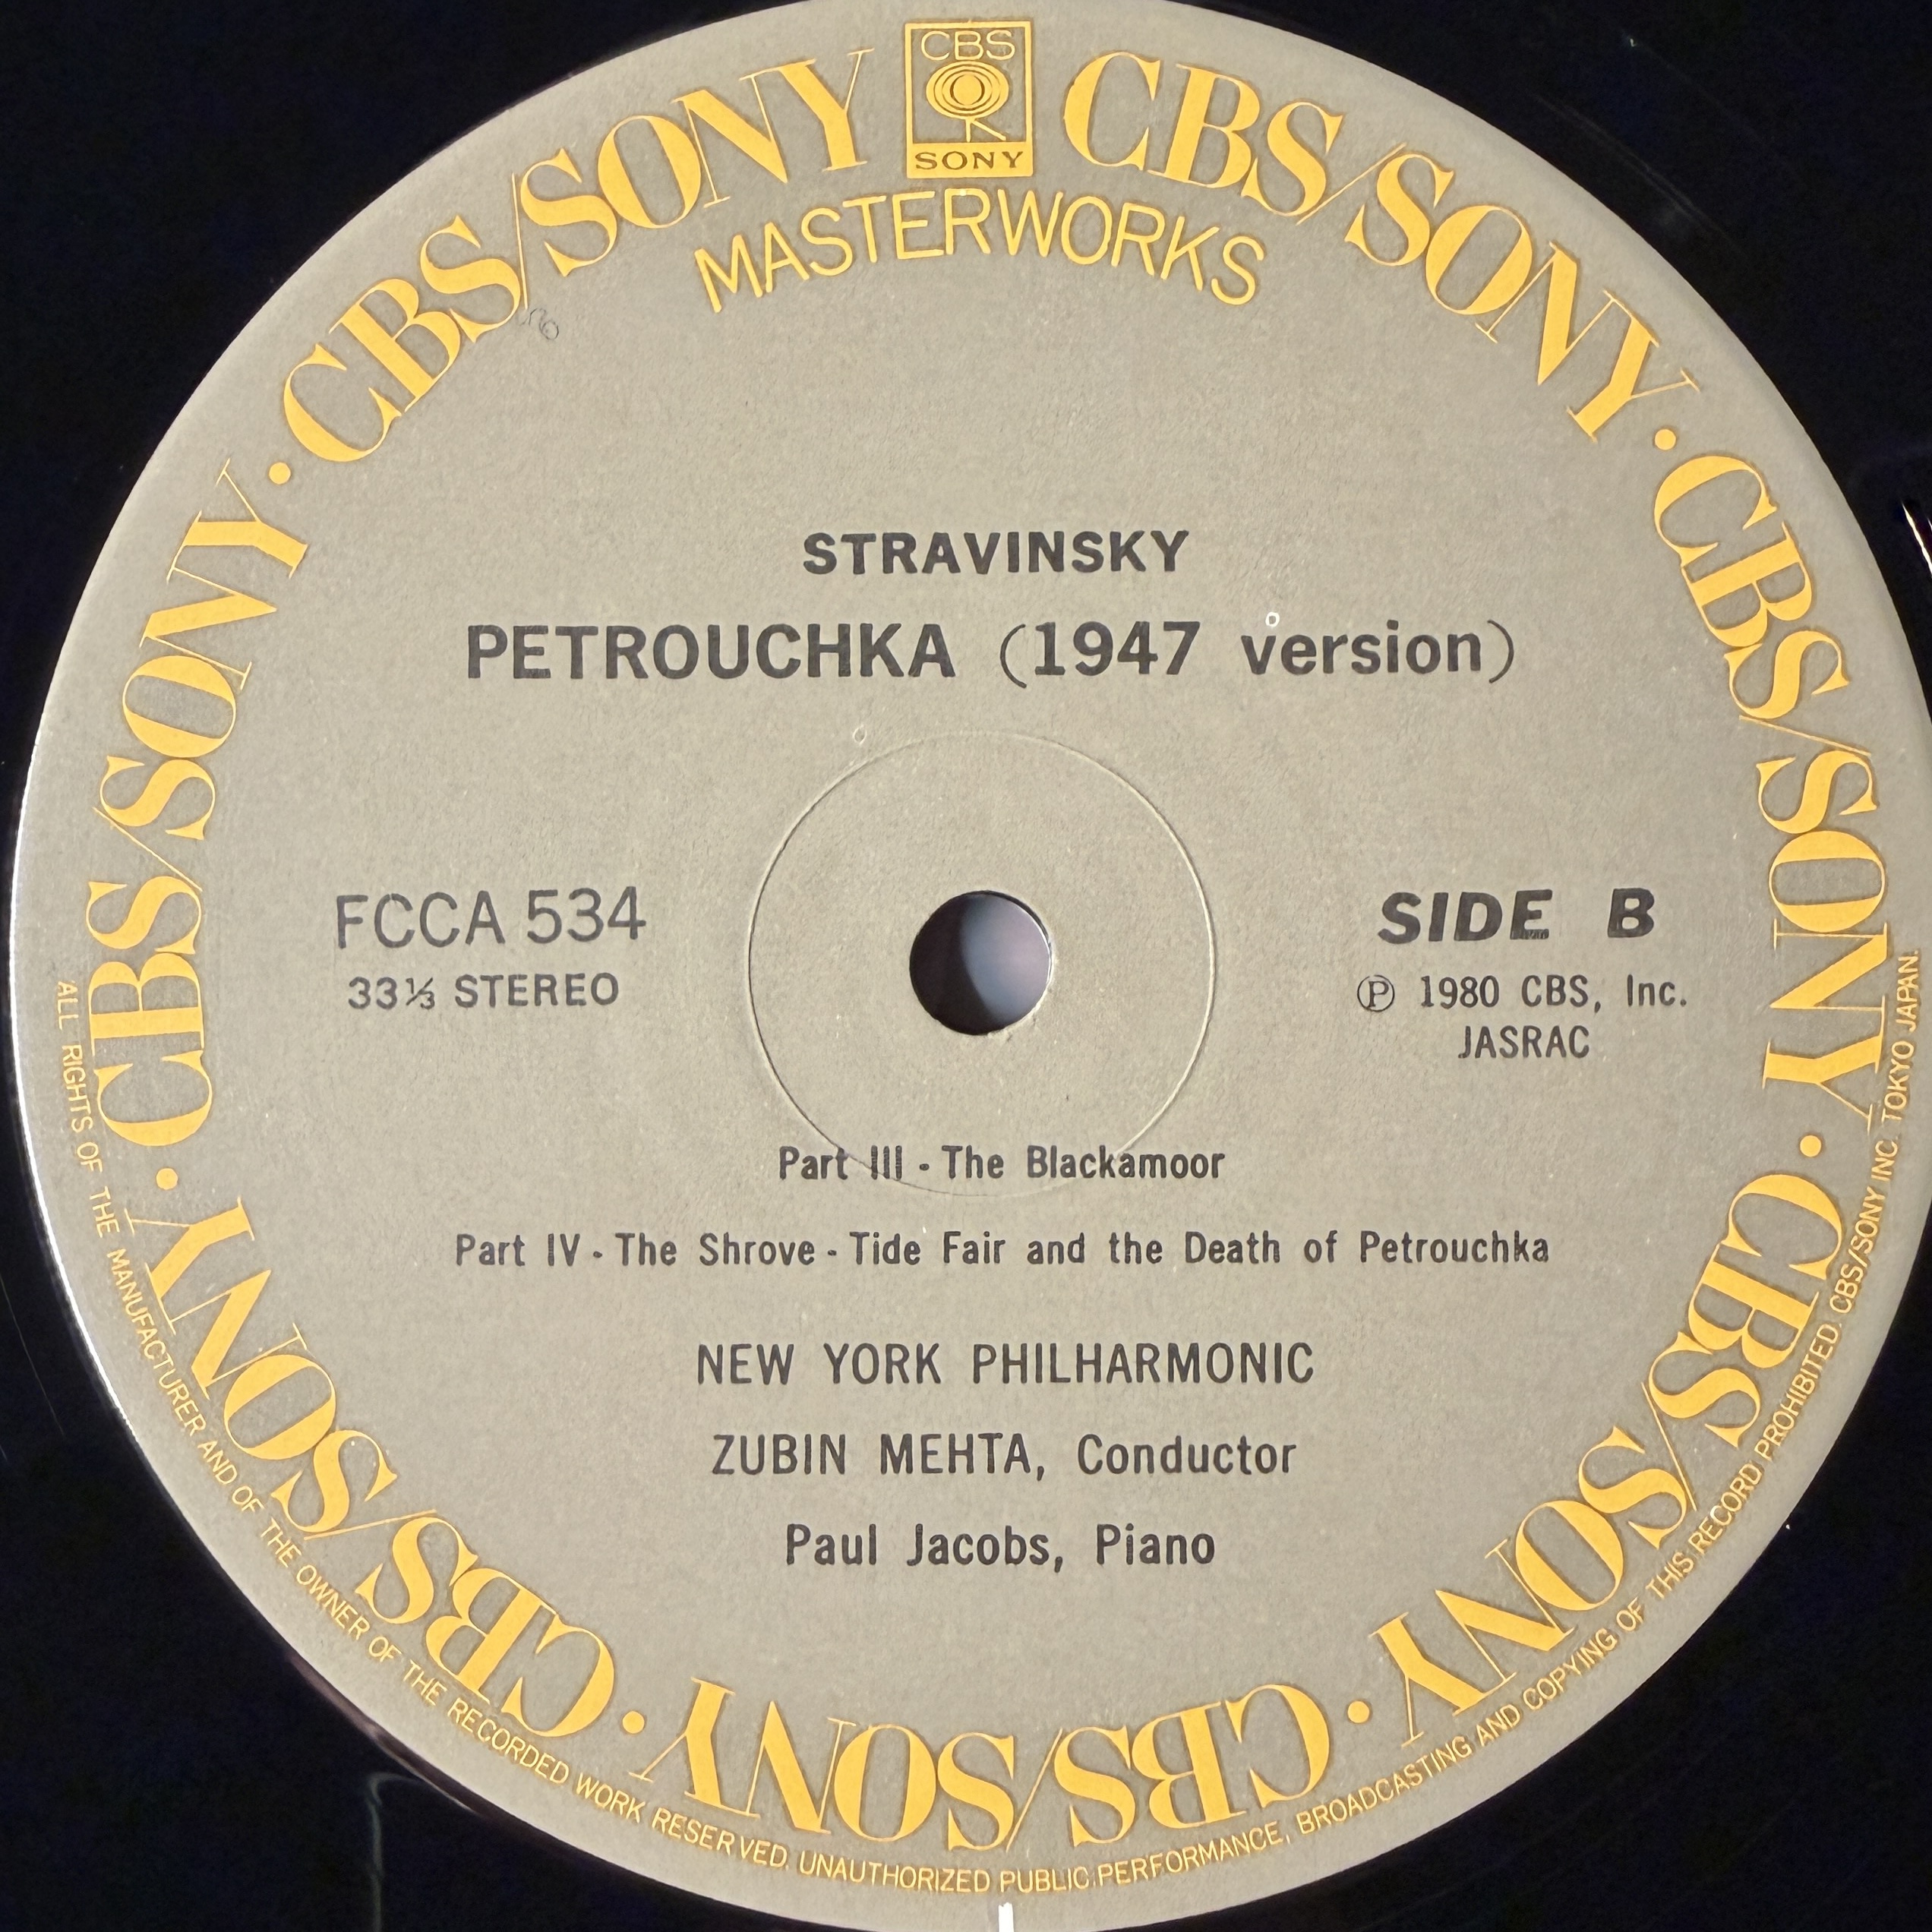 CBS
SONY
MASTERWORKS
CBS/SONY · CBS/SONY · CBS/SONY · CBS/SONY · CBS/SONY · CBS/SONY · CBS/SONY
STRAVINSKY
PETROUCHKA (1947 version)
FCCA 534
33⅓ STEREO
SIDE B
Ⓟ 1980 CBS, Inc.
JASRAC
Part III - The Blackamoor
Part IV - The Shrove - Tide Fair and the Death of Petrouchka
NEW YORK PHILHARMONIC
ZUBIN MEHTA, Conductor
Paul Jacobs, Piano
ALL RIGHTS OF THE MANUFACTURER AND OF THE OWNER OF THE RECORDED WORK RESERVED. UNAUTHORIZED PUBLIC PERFORMANCE, BROADCASTING AND COPYING OF THIS RECORD PROHIBITED. CBS/SONY INC. TOKYO JAPAN.